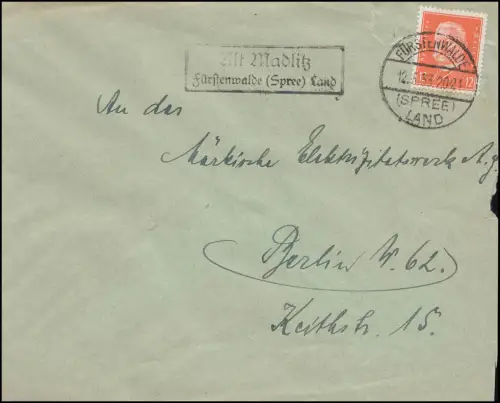 Alt Madlitz
Fürstenwalde (Spree) Land
FÜRSTENWALDE
(SPREE)
LAND
12
An das
Märkische Elektrizitätswerk A.g.
Berlin W. 62.
Keithstr. 15.